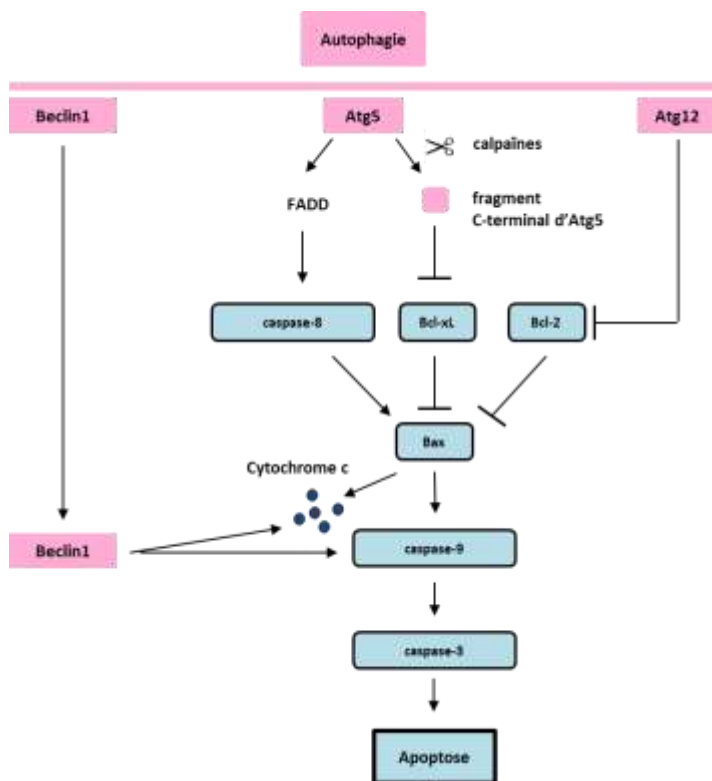 Autophagie
Beclin1
Atg5
Atg12
calpaïnes
FADD
fragment
C-terminal d'Atg5
caspase-8
Bcl-xL
Bcl-2
Bax
Cytochrome c
Beclin1
caspase-9
caspase-3
Apoptose